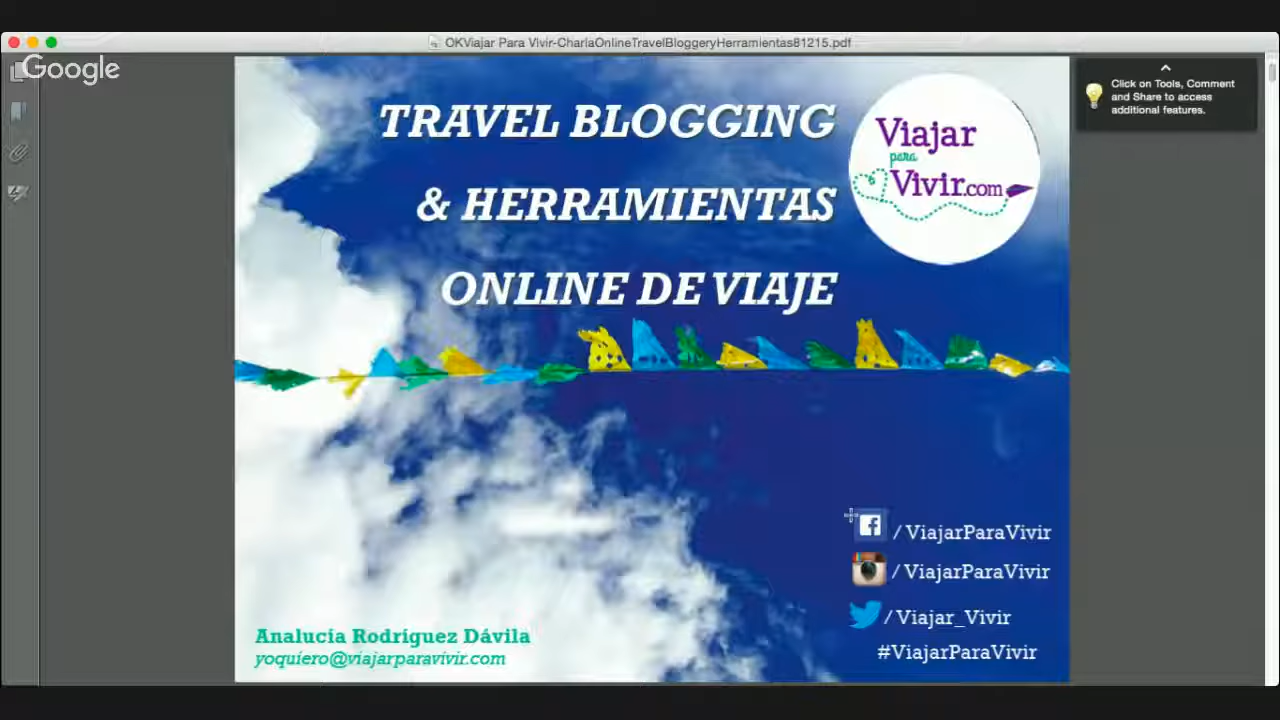 OKViajar Para Vivir-CharlaOnlineTravelBloggeryHerramientas81215.pdf
Google
Click on Tools, Comment
and Share to access
additional features.
TRAVEL BLOGGING
& HERRAMIENTAS
ONLINE DE VIAJE
Viajar
para
Vivir.com
/ViajarParaVivir
/ViajarParaVivir
/Viajar_Vivir
#ViajarParaVivir
Analucía Rodríguez Dávila
yoquiero@viajarparavivir.com